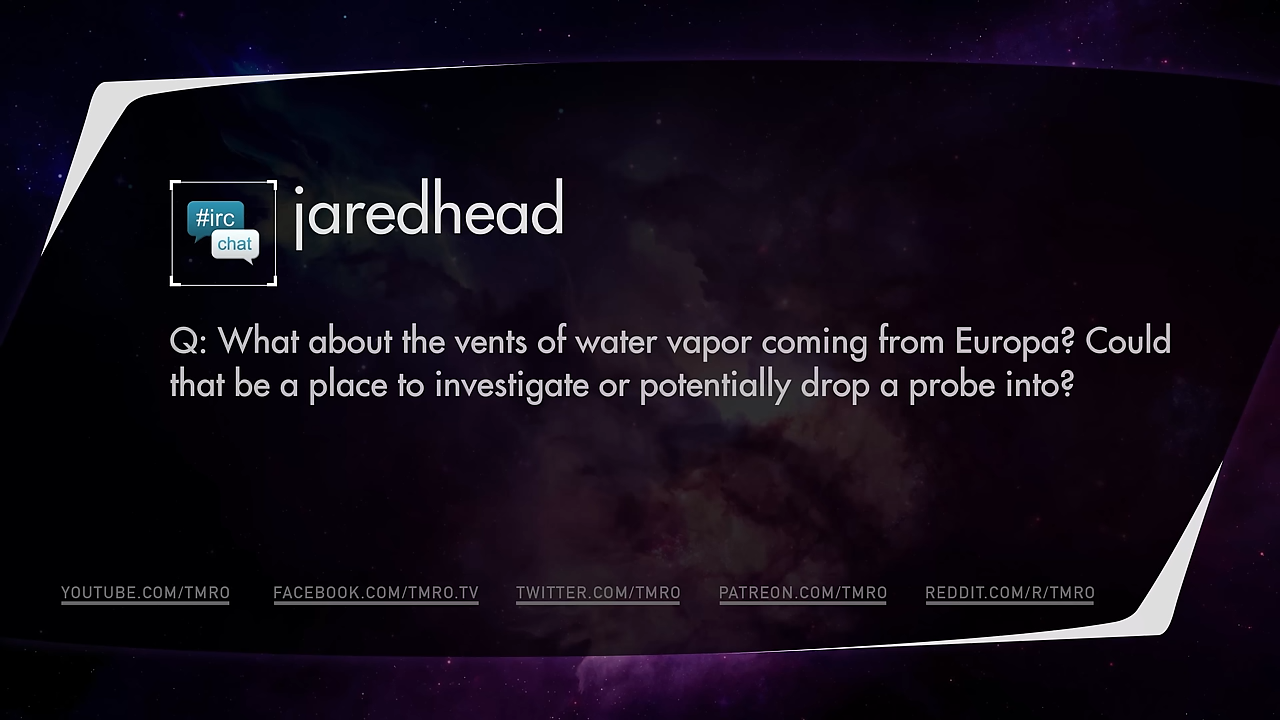 #irc
chat
jaredhead
Q: What about the vents of water vapor coming from Europa? Could
that be a place to investigate or potentially drop a probe into?
YOUTUBE.COM/TMRO FACEBOOK.COM/TMRO.TV TWITTER.COM/TMRO PATREON.COM/TMRO REDDIT.COM/R/TMRO